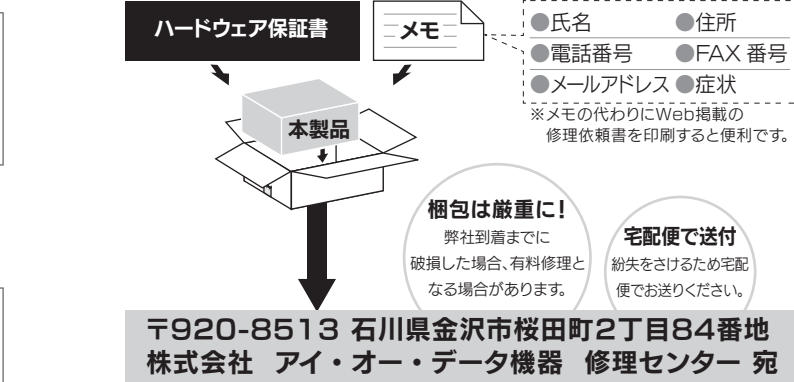 ハードウェア保証書
メモ
●氏名 ●住所
●電話番号 ●FAX 番号
●メールアドレス ●症状
※メモの代わりにWeb掲載の
修理依頼書を印刷すると便利です。
本製品
梱包は厳重に!
弊社到着までに
破損した場合、有料修理と
なる場合があります。
宅配便で送付
紛失をさけるため宅配
便でお送りください。
〒920-8513 石川県金沢市桜田町2丁目84番地
株式会社 アイ・オー・データ機器 修理センター 宛